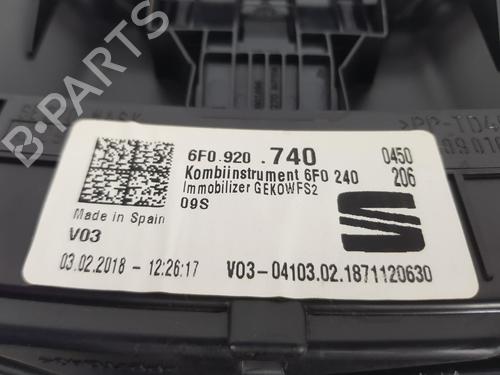 B-PARTS
6F0.920 .740 0450
Kombiinstrument 6F0 240 206
Immobilizer GEKOWFS2
09S
Made in Spain
V03
03.02.2018 - 12:26:17 V03-04103.02.1871120630